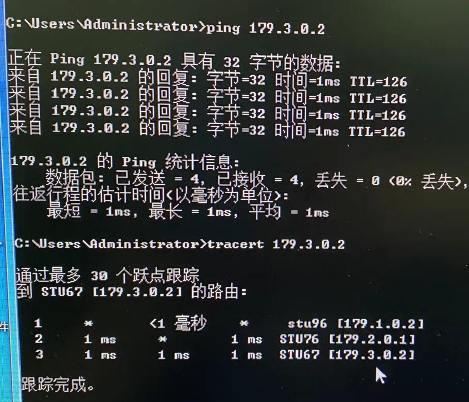 C:\Users\Administrator>ping 179.3.0.2
正在 Ping 179.3.0.2 具有 32 字节的数据:
来自 179.3.0.2 的回复: 字节=32 时间=1ms TTL=126
来自 179.3.0.2 的回复: 字节=32 时间=1ms TTL=126
来自 179.3.0.2 的回复: 字节=32 时间=1ms TTL=126
来自 179.3.0.2 的回复: 字节=32 时间=1ms TTL=126
179.3.0.2 的 Ping 统计信息:
数据包: 已发送 = 4, 已接收 = 4, 丢失 = 0 (0% 丢失),
往返行程的估计时间(以毫秒为单位):
最短 = 1ms, 最长 = 1ms, 平均 = 1ms
C:\Users\Administrator>tracert 179.3.0.2
通过最多 30 个跃点跟踪
到 STU67 [179.3.0.2] 的路由:
1 * <1 毫秒 * stu96 [179.1.0.2]
2 1 ms * 1 ms STU76 [179.2.0.1]
3 1 ms 1 ms 1 ms STU67 [179.3.0.2]
跟踪完成。